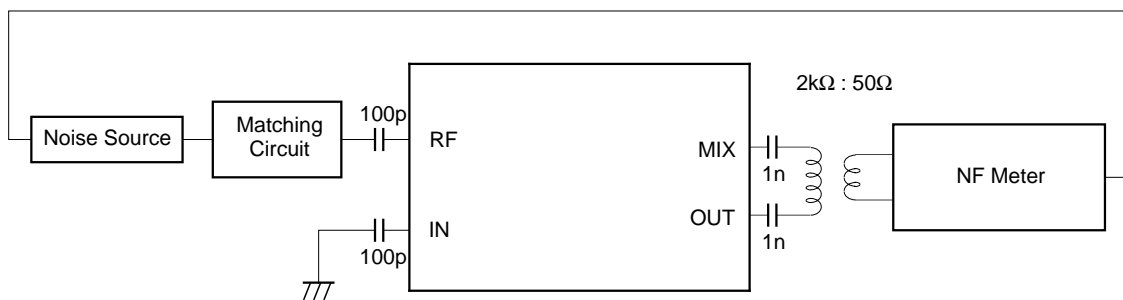 2kΩ : 50Ω
100p
Noise Source
Matching
Circuit
RF
MIX
1n
NF Meter
OUT
1n
IN
100p